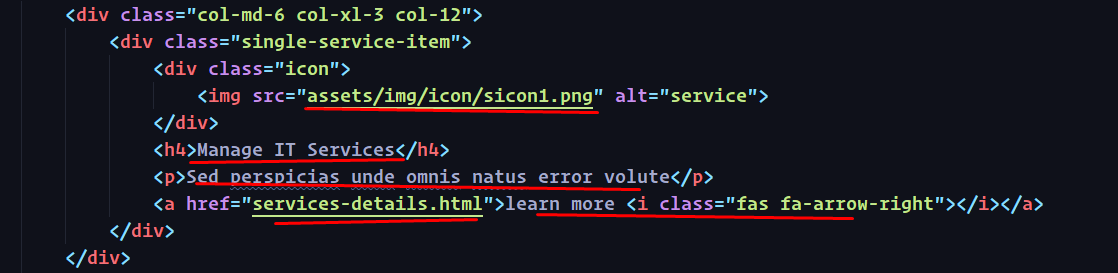 <div class="col-md-6 col-xl-3 col-12">
<div class="single-service-item">
<div class="icon">
<img src="assets/img/icon/sicon1.png" alt="service">
</div>
<h4>Manage IT Services</h4>
<p>Sed perspicias unde omnis natus error volute</p>
<a href="services-details.html">learn more <i class="fas fa-arrow-right"></i></a>
</div>
</div>